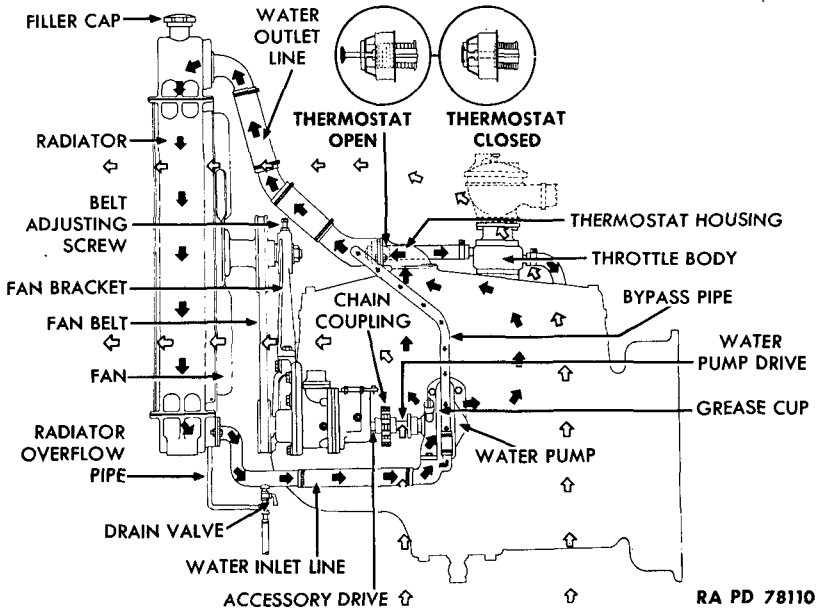 FILLER CAP
WATER
OUTLET
LINE
THERMOSTAT
OPEN
THERMOSTAT
CLOSED
RADIATOR
BELT
ADJUSTING
SCREW
THERMOSTAT HOUSING
THROTTLE BODY
FAN BRACKET
CHAIN
COUPLING
BYPASS PIPE
FAN BELT
WATER
PUMP DRIVE
FAN
GREASE CUP
RADIATOR
OVERFLOW
PIPE
WATER PUMP
DRAIN VALVE
WATER INLET LINE
ACCESSORY DRIVE
RA PD 78110